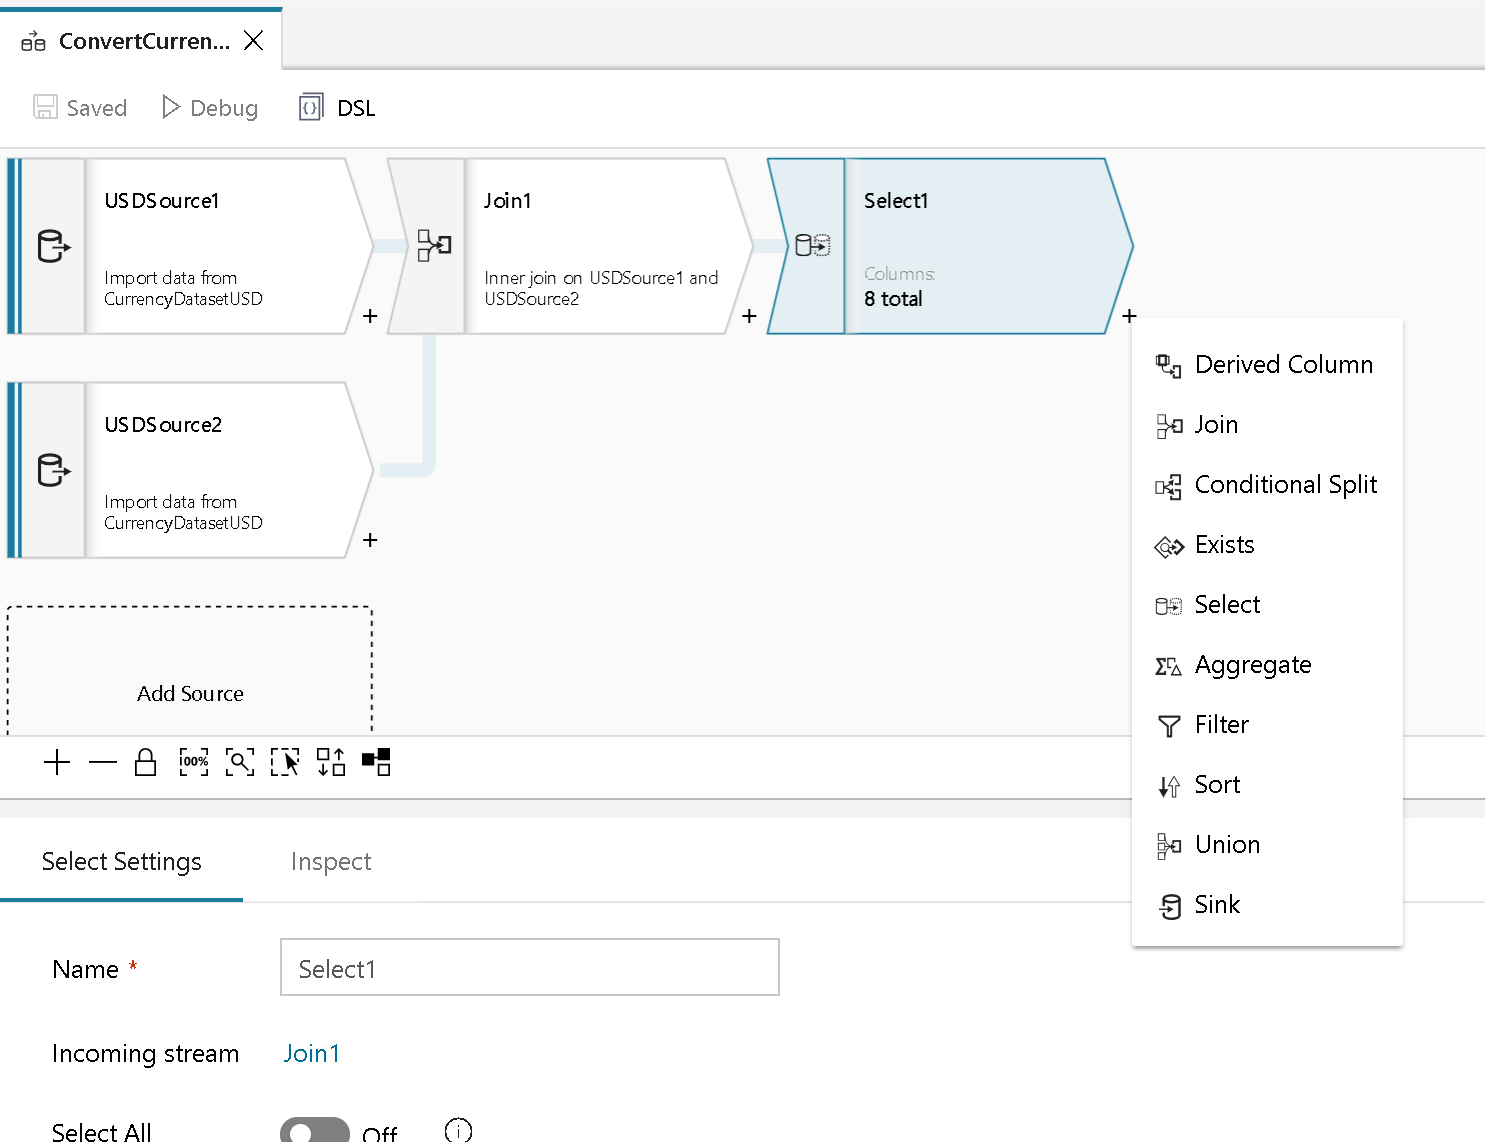 ConvertCurren...
Saved
Debug
DSL
USDSource1
Import data from
CurrencyDatasetUSD
+
Join1
Inner join on USDSource1 and
USDSource2
+
Select1
Columns:
8 total
+
USDSource2
Import data from
CurrencyDatasetUSD
+
Add Source
Derived Column
Join
Conditional Split
Exists
Select
Aggregate
Filter
Sort
Union
Sink
100%
Select Settings
Inspect
Name *
Select1
Incoming stream
Join1
Select All
Off